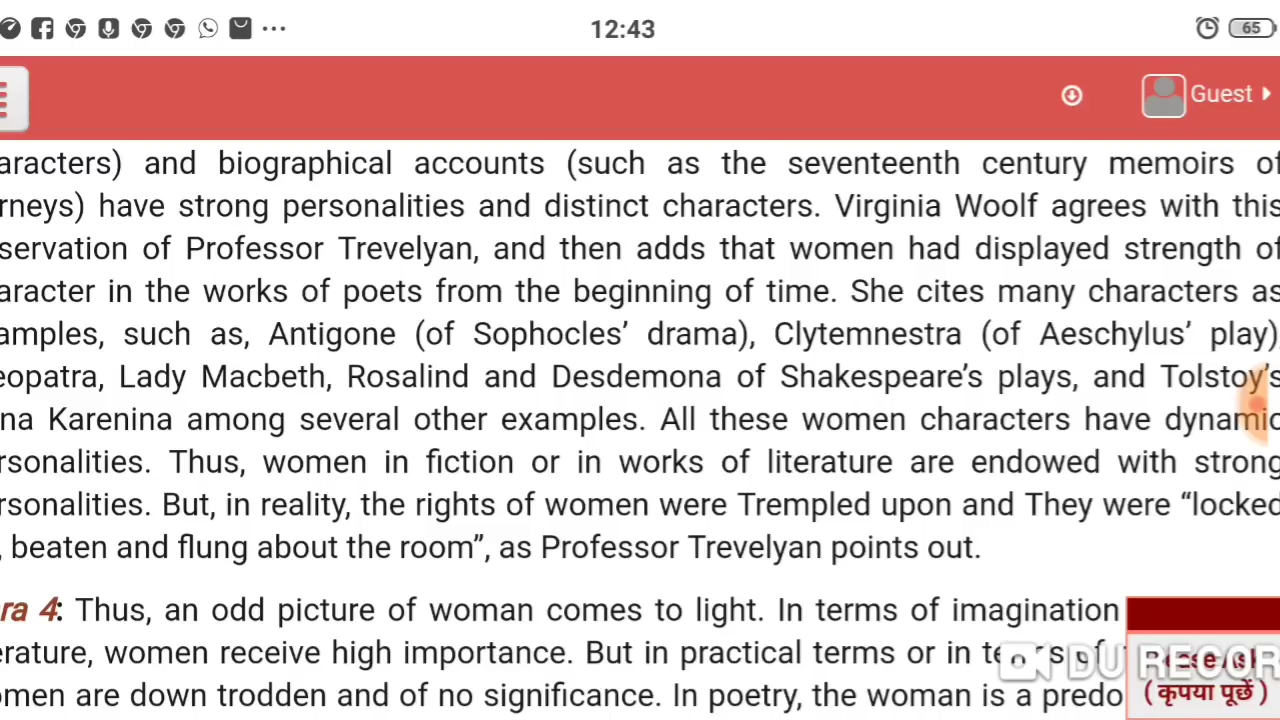 12:43
65
Guest
aracters) and biographical accounts (such as the seventeenth century memoirs of
rneys) have strong personalities and distinct characters. Virginia Woolf agrees with this
servation of Professor Trevelyan, and then adds that women had displayed strength of
aracter in the works of poets from the beginning of time. She cites many characters as
amples, such as, Antigone (of Sophocles’ drama), Clytemnestra (of Aeschylus’ play),
eopatra, Lady Macbeth, Rosalind and Desdemona of Shakespeare’s plays, and Tolstoy’s
na Karenina among several other examples. All these women characters have dynamic
rsonalities. Thus, women in fiction or in works of literature are endowed with strong
rsonalities. But, in reality, the rights of women were Trempled upon and They were “locked
, beaten and flung about the room”, as Professor Trevelyan points out.
ra 4: Thus, an odd picture of woman comes to light. In terms of imagination
erature, women receive high importance. But in practical terms or in terms of
DU RECOR
omen are down trodden and of no significance. In poetry, the woman is a predo
( कृपया पूछें )